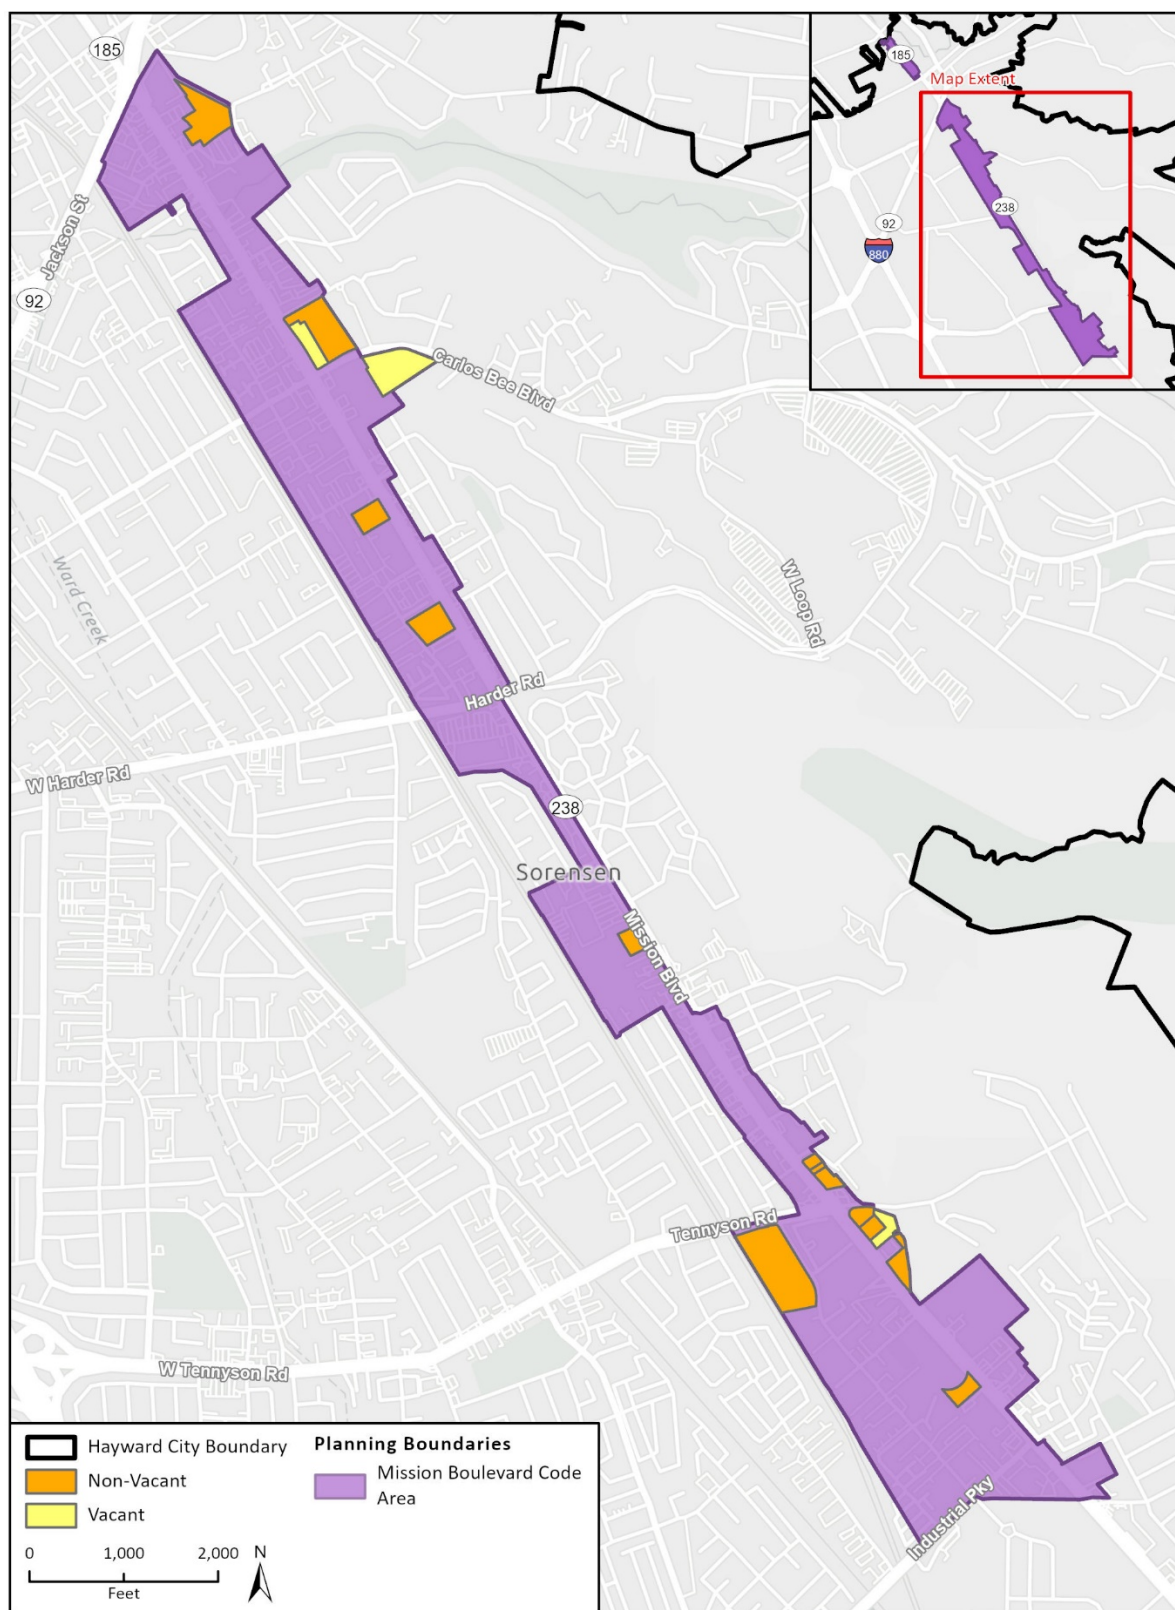 185
Jackson St
92
185
Map Extent
238
92
880
Carlos Bee Blvd
Ward Creek
W Loop Rd
Harder Rd
W Harder Rd
238
Sorensen
Mission Blvd
Tennyson Rd
W Tennyson Rd
Industrial Pky
Hayward City Boundary
Non-Vacant
Vacant
Planning Boundaries
Mission Boulevard Code
Area
0 1,000 2,000
Feet
N